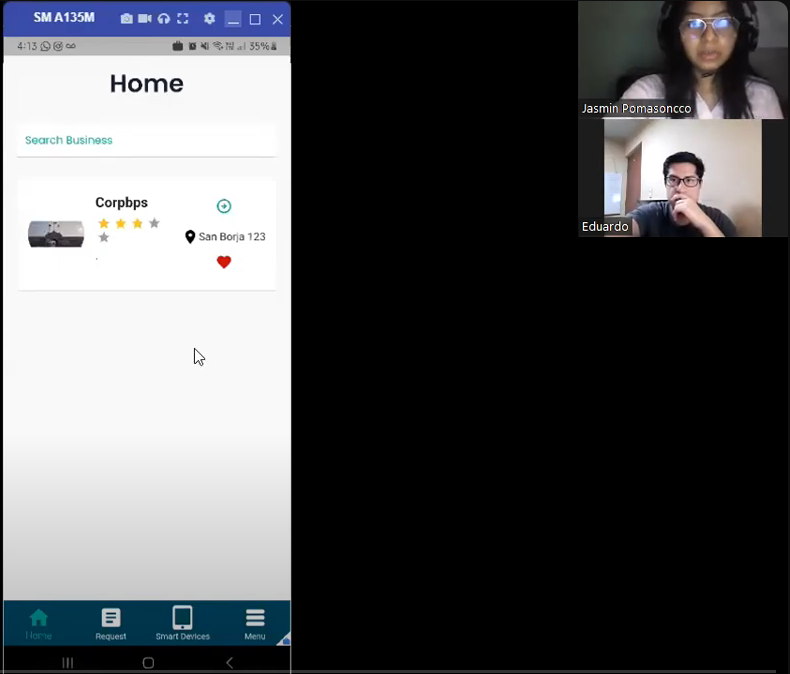 SM A135M
4:13
35%
Home
Search Business
Corpbps
San Borja 123
Home
Request
Smart Devices
Menu
Jasmin Pomasoncco
Eduardo